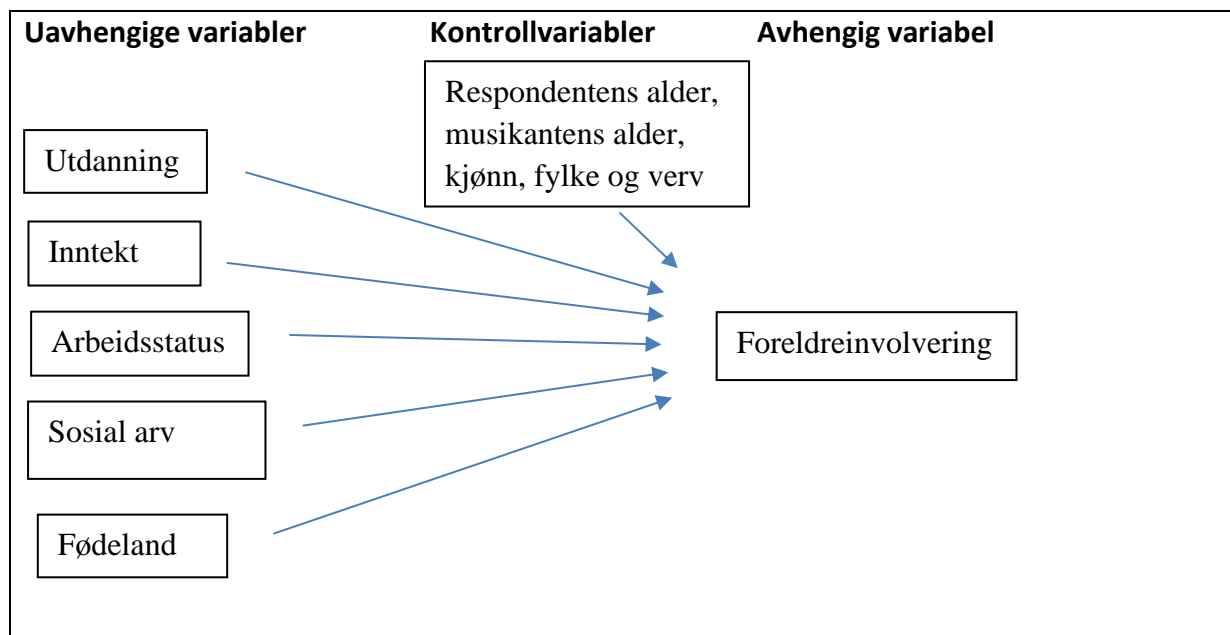 Uavhengige variabler
Kontrollvariabler
Avhengig variabel
Respondentens alder,
musikantens alder,
kjønn, fylke og verv
Utdanning
Inntekt
Arbeidsstatus
Sosial arv
Fødeland
Foreldreinvolvering